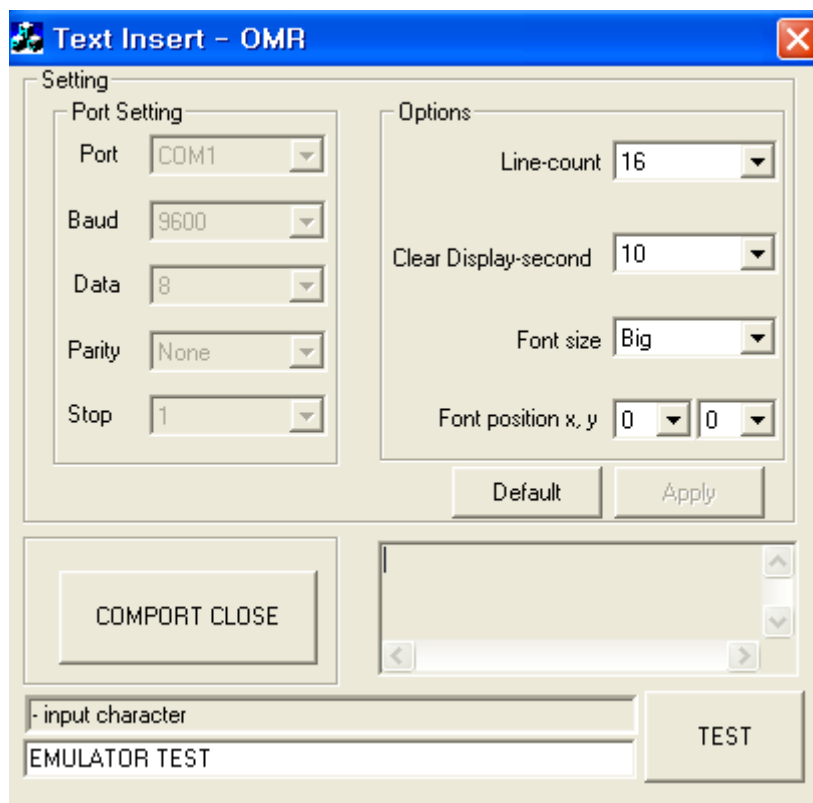 Text Insert - OMR
Setting
Port Setting
Port COM1
Baud 9600
Data 8
Parity None
Stop 1
Options
Line-count 16
Clear Display-second 10
Font size Big
Font position x, y 0 0
Default Apply
COMPORT CLOSE
- input character
EMULATOR TEST
TEST